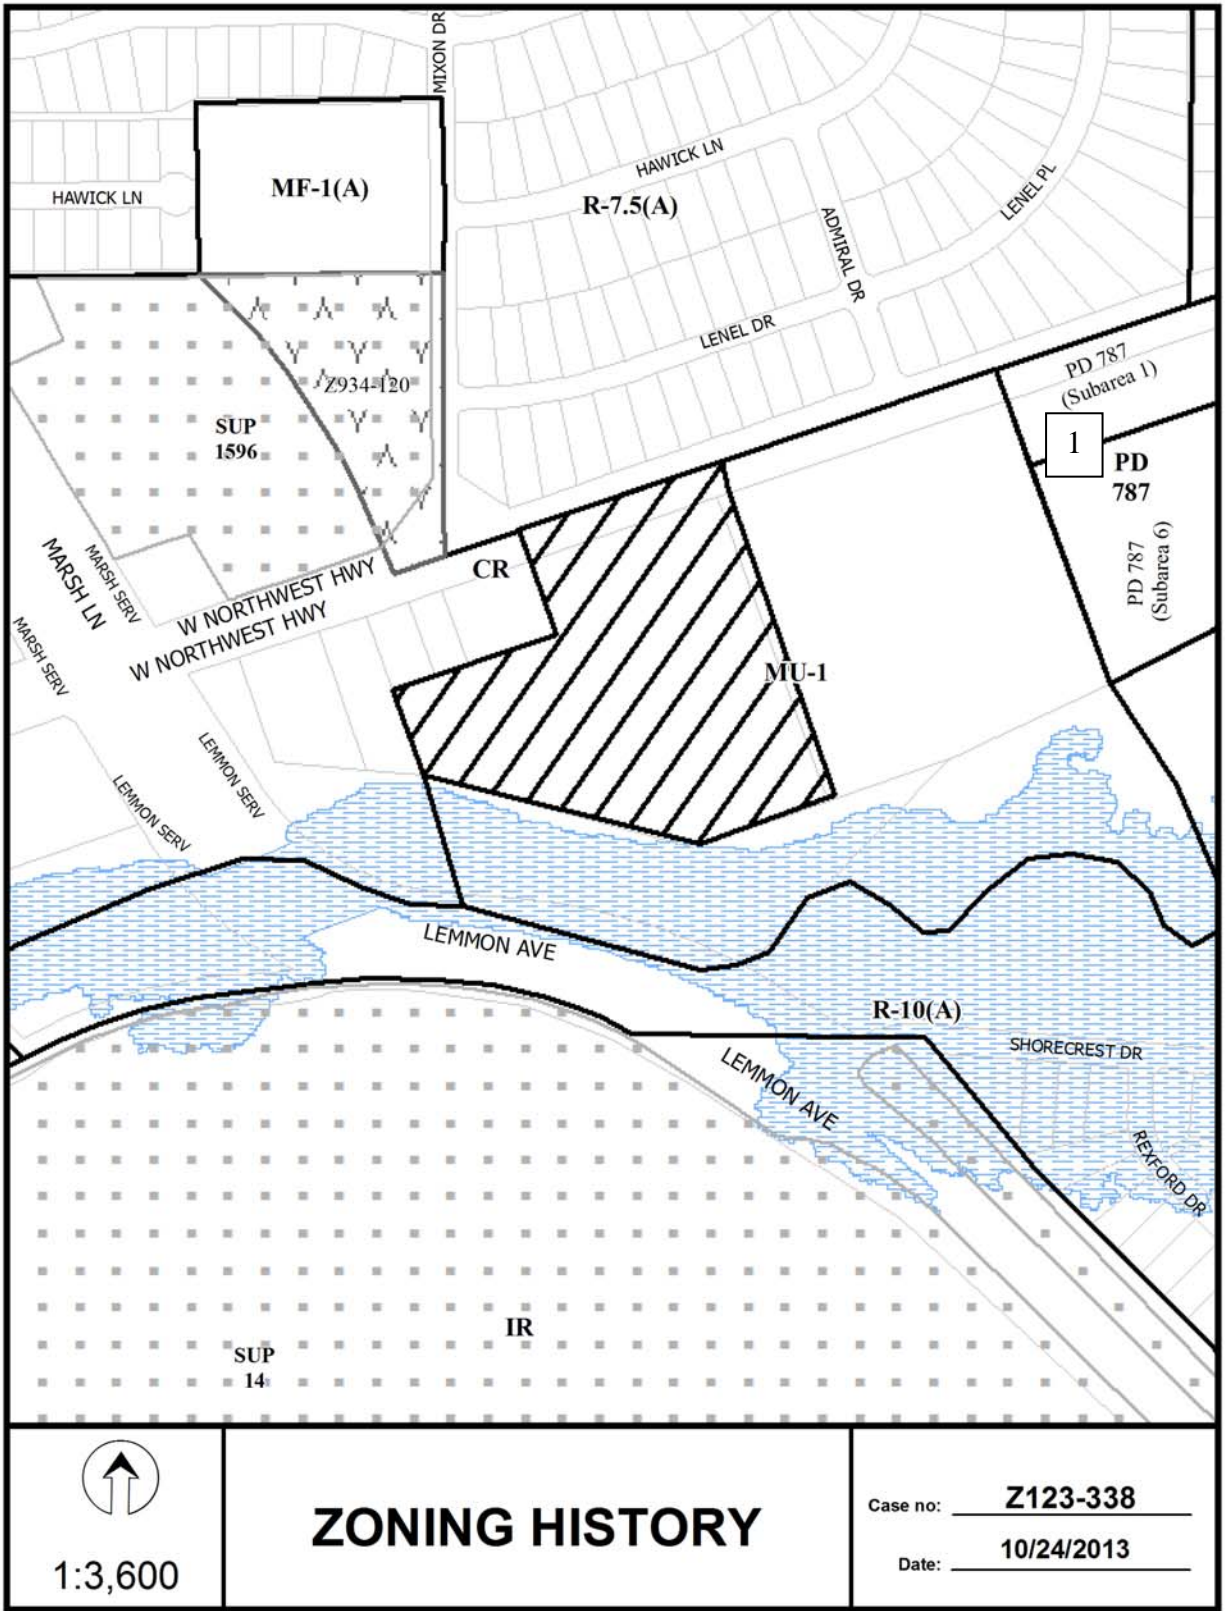 MIXON DR
HAWICK LN
HAWICK LN
MF-1(A)
R-7.5(A)
LENEL PL
ADMIRAL DR
LENEL DR
PD 787
(Subarea 1)
Z934-120
SUP
1596
1
PD
787
PD 787
(Subarea 6)
MARSH LN
MARSH SERV
MARSH SERV
W NORTHWEST HWY
W NORTHWEST HWY
CR
MU-1
LEMMON SERV
LEMMON SERV
LEMMON AVE
R-10(A)
SHORECREST DR
LEMMON AVE
REXFORD DR
IR
SUP
14
1:3,600
ZONING HISTORY
Case no: Z123-338
Date: 10/24/2013